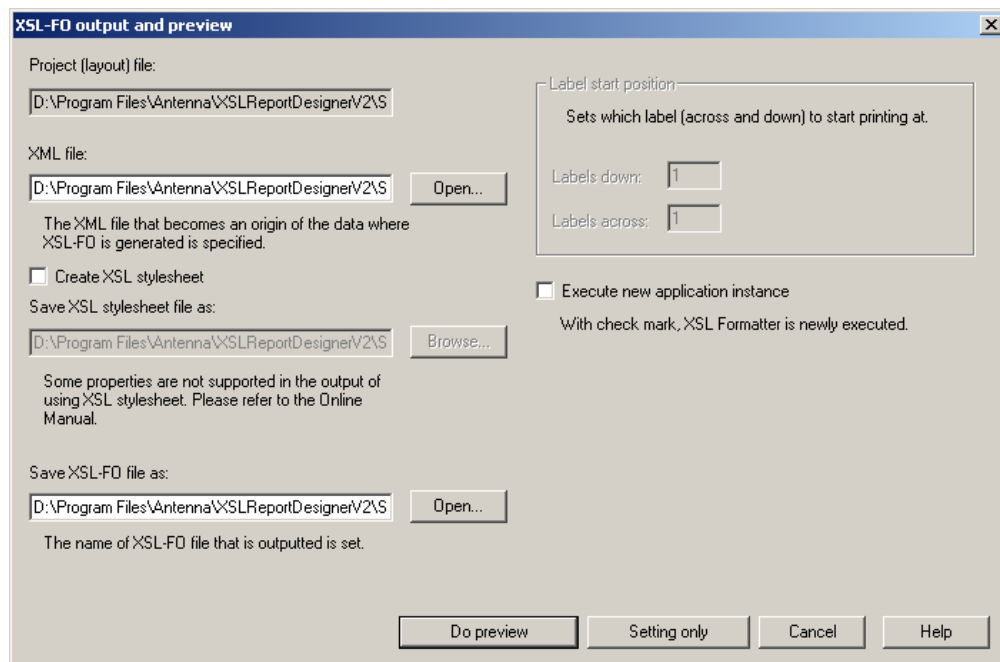 XSL-FO output and preview
Project (layout) file:
D:\Program Files\Antenna\XSLReportDesignerV2\S
XML file:
D:\Program Files\Antenna\XSLReportDesignerV2\S
Open...
The XML file that becomes an origin of the data where
XSL-FO is generated is specified.
Create XSL stylesheet
Save XSL stylesheet file as:
D:\Program Files\Antenna\XSLReportDesignerV2\S
Browse...
Some properties are not supported in the output of
using XSL stylesheet. Please refer to the Online
Manual.
Save XSL-FO file as:
D:\Program Files\Antenna\XSLReportDesignerV2\S
Open...
The name of XSL-FO file that is outputted is set.
Label start position
Sets which label (across and down) to start printing at.
Labels down:
1
Labels across:
1
Execute new application instance
With check mark, XSL Formatter is newly executed.
Do preview
Setting only
Cancel
Help